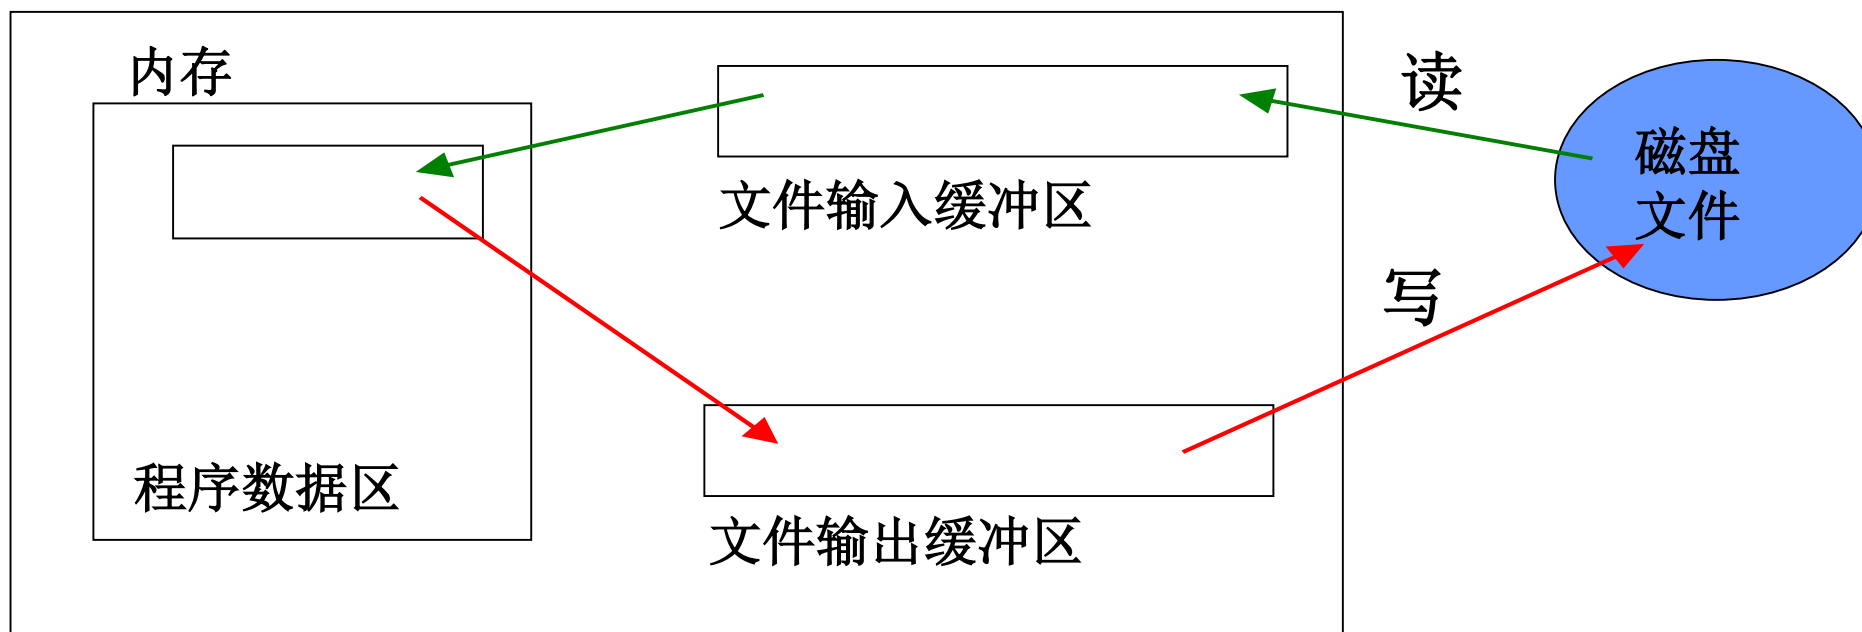 内存
读
磁盘
文件
文件输入缓冲区
写
程序数据区
文件输出缓冲区